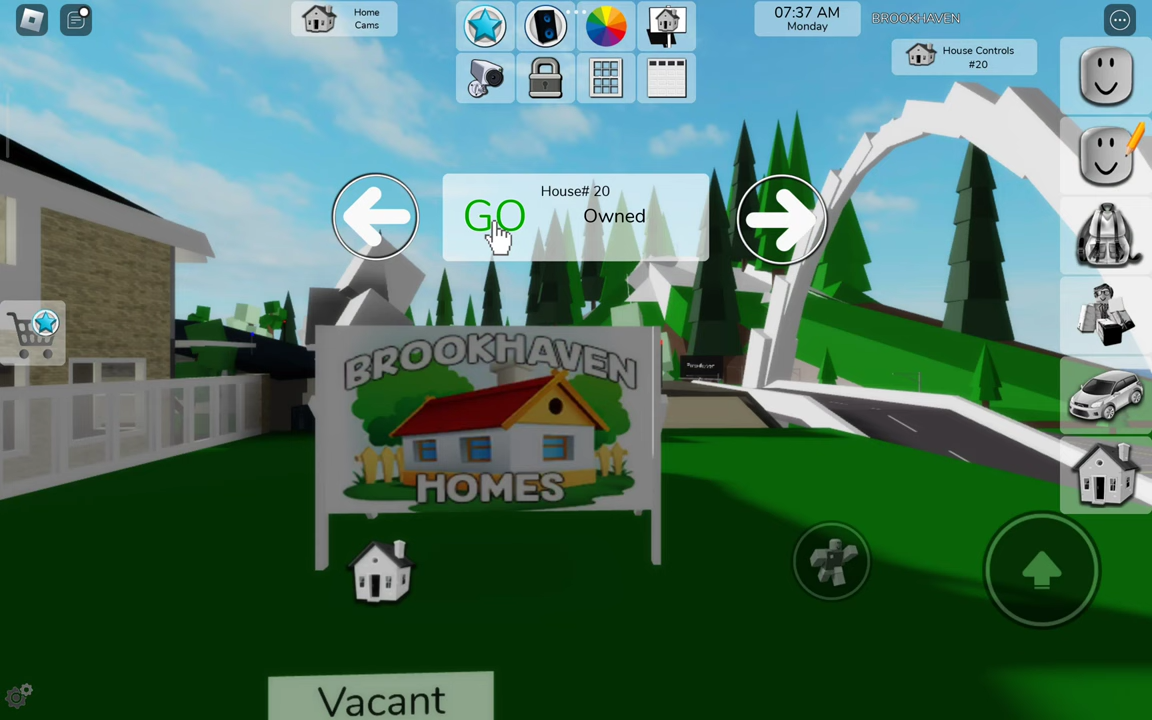 Home
Cams
07:37 AM
Monday
BROOKHAVEN
House Controls
#20
House# 20
GO
Owned
BROOKHAVEN
HOMES
Vacant